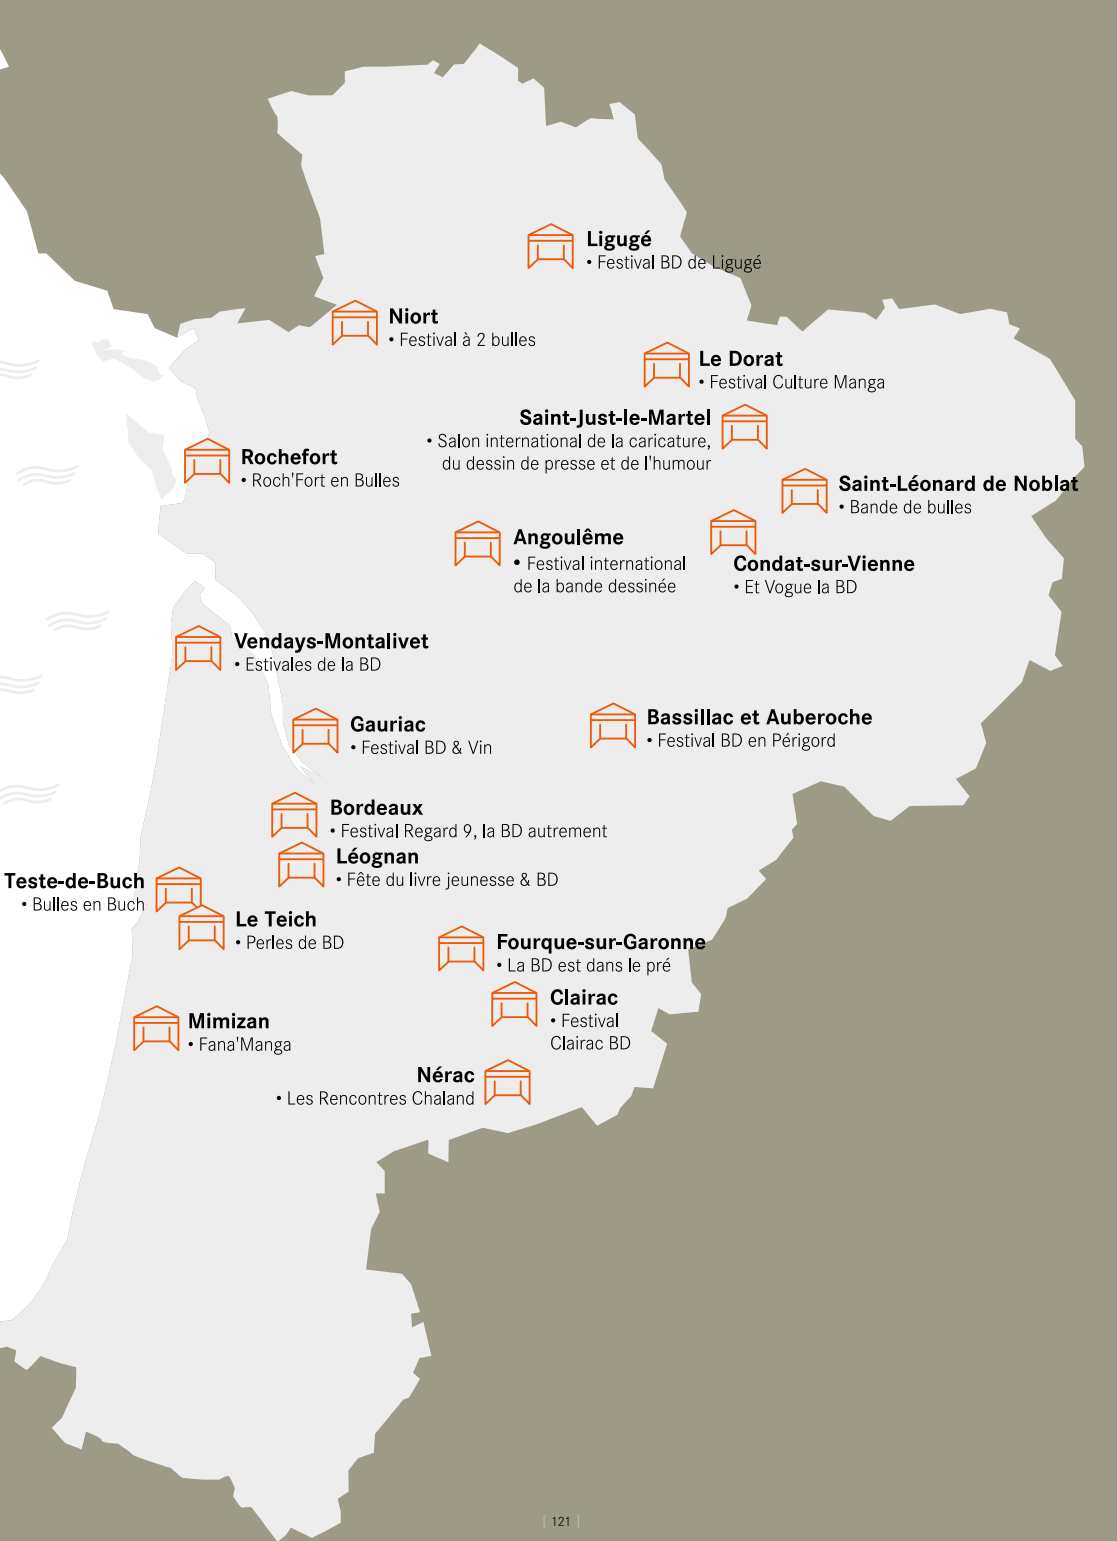 Ligugé
• Festival BD de Ligugé
Niort
• Festival à 2 bulles
Le Dorat
• Festival Culture Manga
Saint-Just-le-Martel
• Salon international de la caricature,
du dessin de presse et de l'humour
Rochefort
• Roch'Fort en Bulles
Saint-Léonard de Noblat
• Bande de bulles
Angoulême
• Festival international
de la bande dessinée
Condat-sur-Vienne
• Et Vogue la BD
Vendays-Montalivet
• Estivales de la BD
Gauriac
• Festival BD & Vin
Bassillac et Auberoche
• Festival BD en Périgord
Bordeaux
• Festival Regard 9, la BD autrement
Léognan
• Fête du livre jeunesse & BD
Teste-de-Buch
• Bulles en Buch
Le Teich
• Perles de BD
Fourque-sur-Garonne
• La BD est dans le pré
Clairac
• Festival
Clairac BD
Mimizan
• Fana'Manga
Nérac
• Les Rencontres Chaland
[ 121 ]